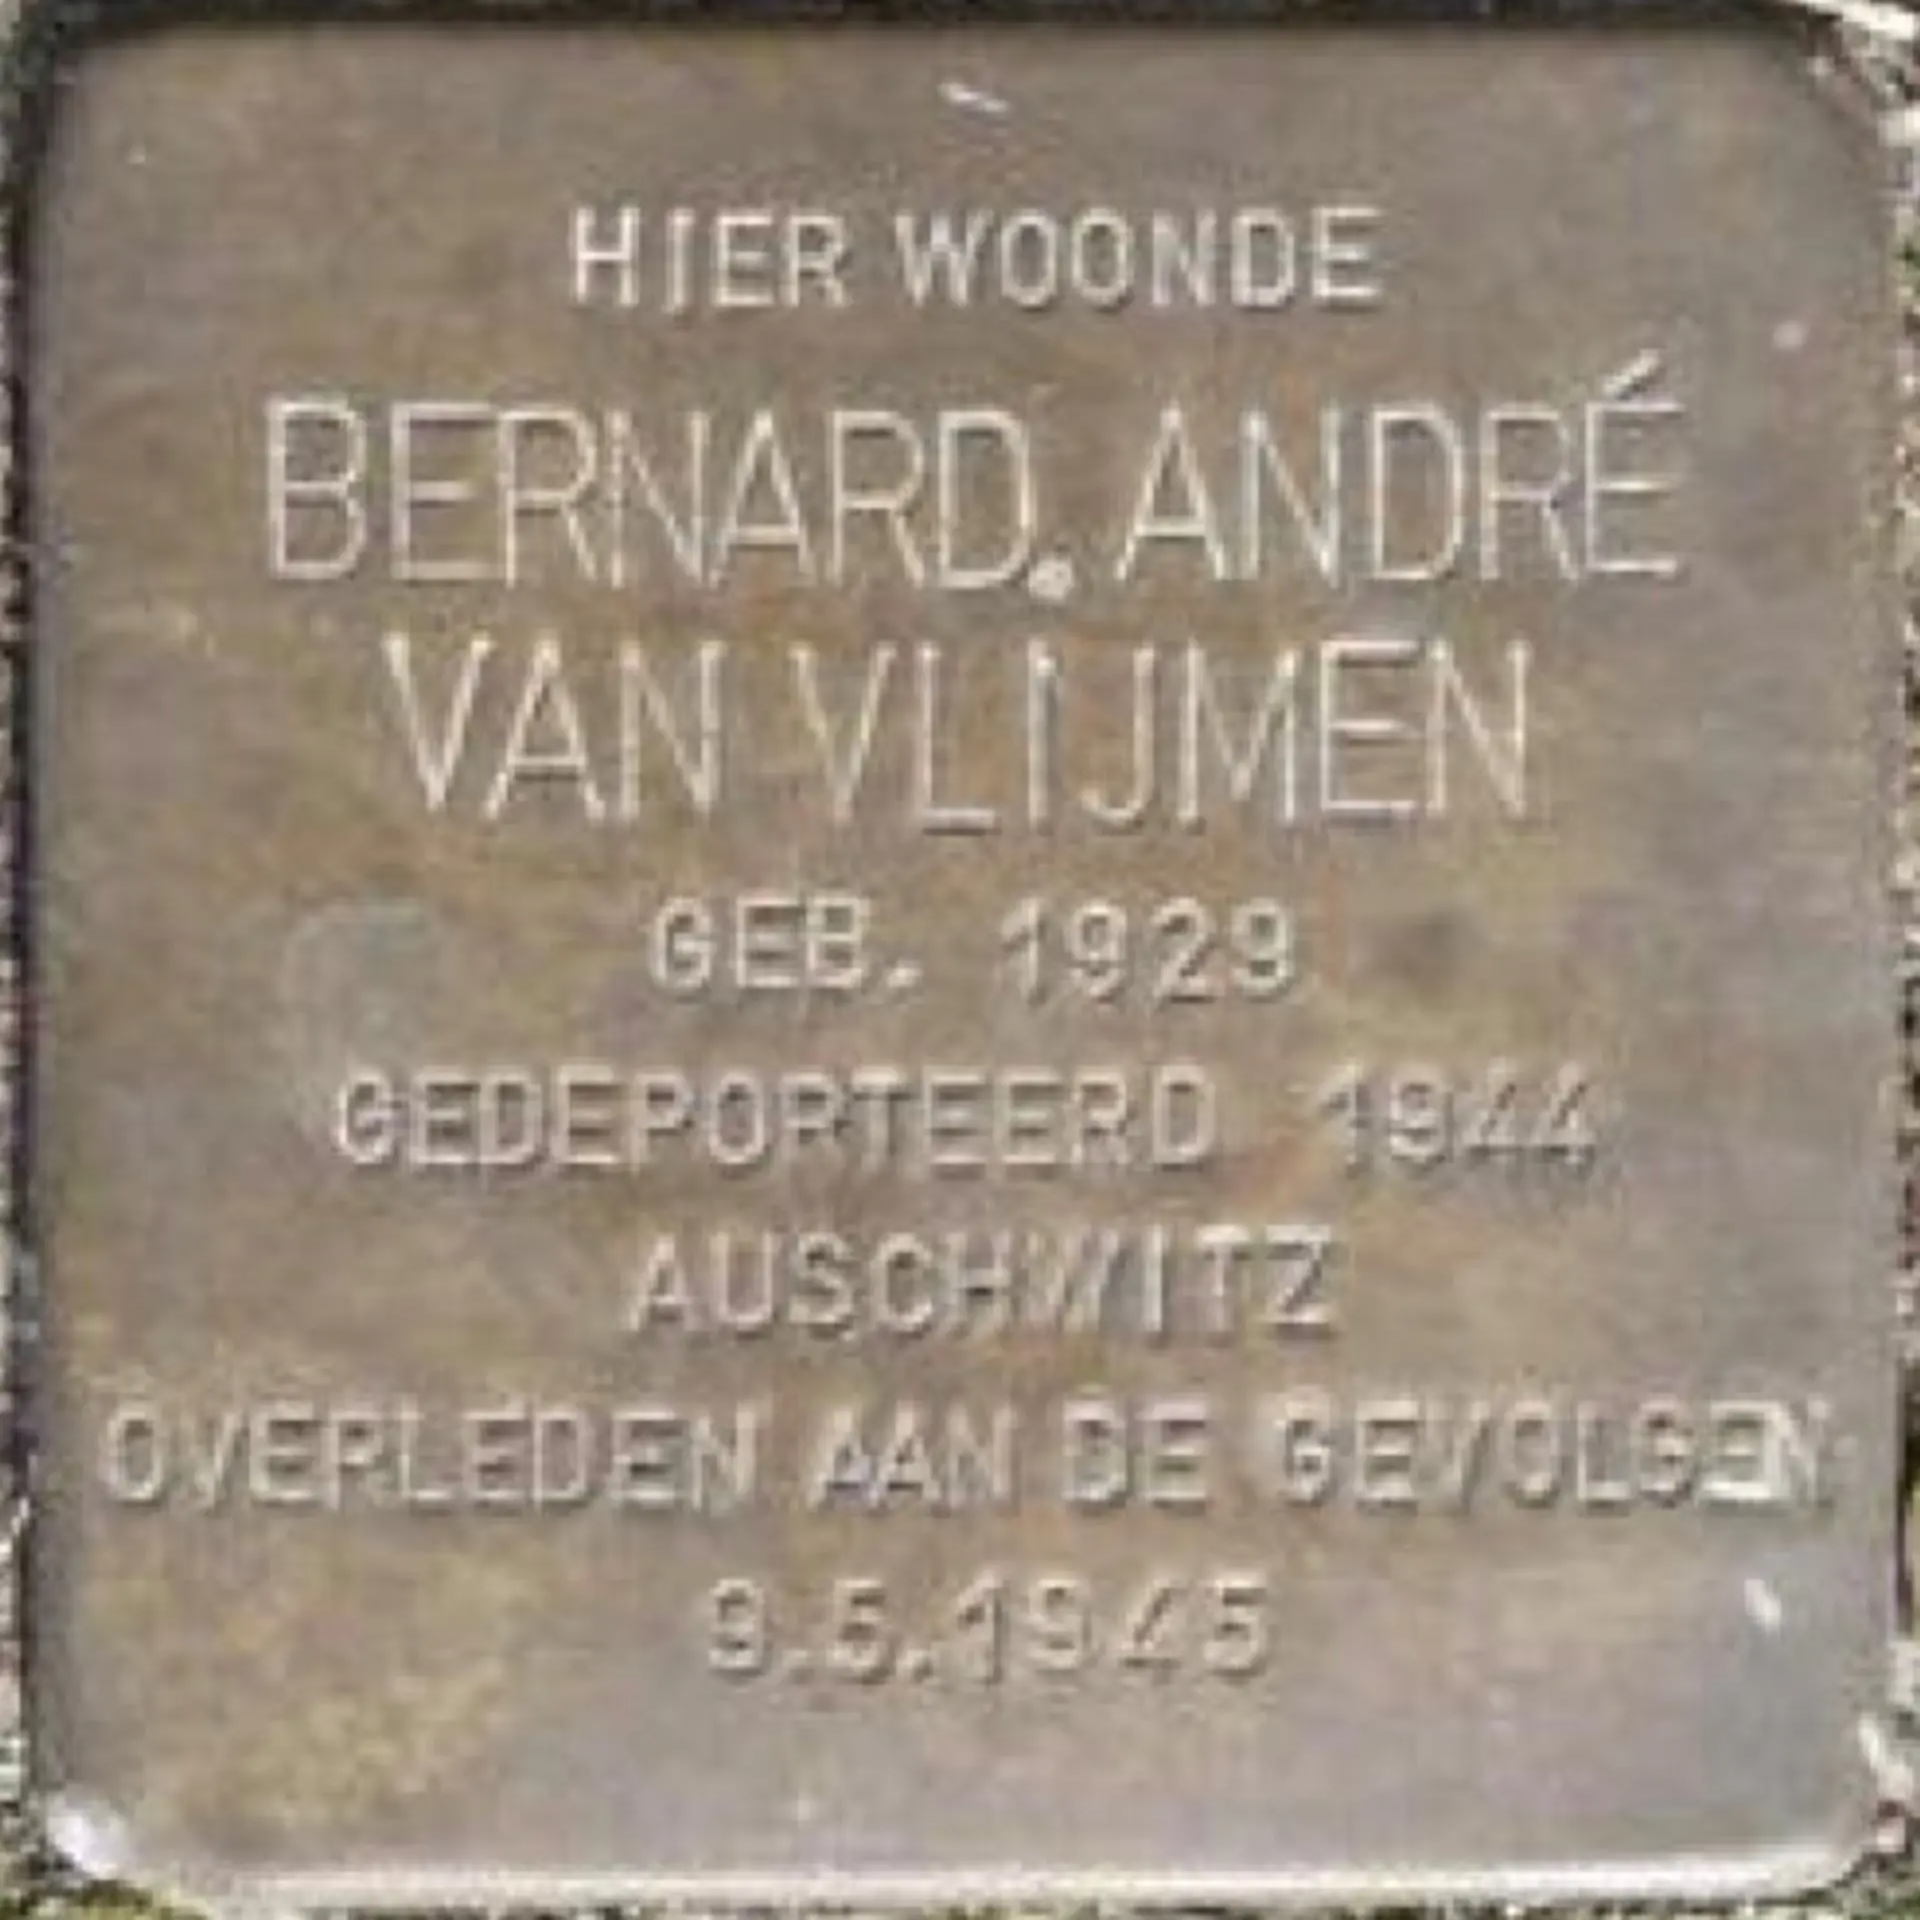 HIER WOONDE
BERNARD. ANDRÉ
VAN VLIJMEN
GEB. 1929
GEDEPORTEERD 1944
AUSCHWITZ
OVERLEDEN AAN DE GEVOLGEN
9.5.1945